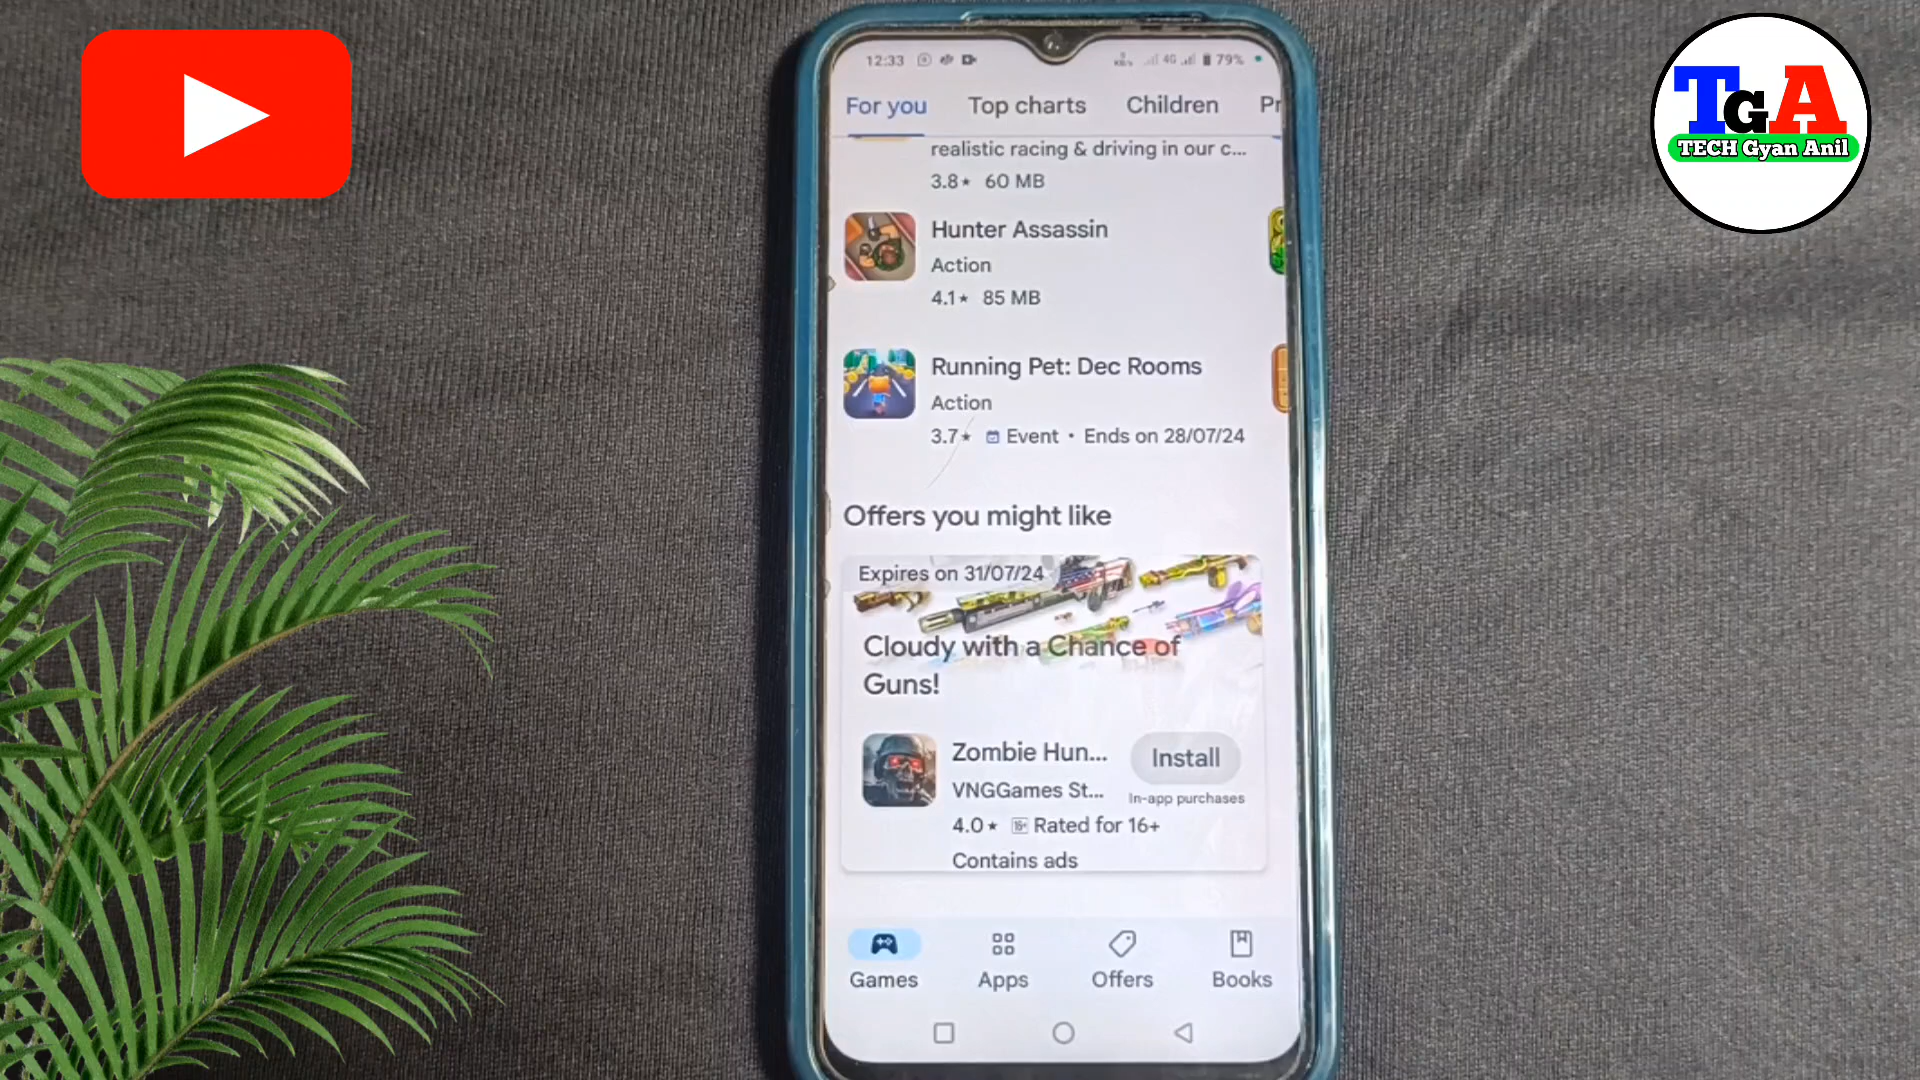 TGA
TECH Gyan Anil
12:33 4G 79%
For you Top charts Children Pr
realistic racing & driving in our c...
3.8★ 60 MB
Hunter Assassin
Action
4.1★ 85 MB
Running Pet: Dec Rooms
Action
3.7★ Event • Ends on 28/07/24
Offers you might like
Expires on 31/07/24
Cloudy with a Chance of
Guns!
Zombie Hun...
Install
VNGGames St...
In-app purchases
4.0★ 16+ Rated for 16+
Contains ads
Games Apps Offers Books